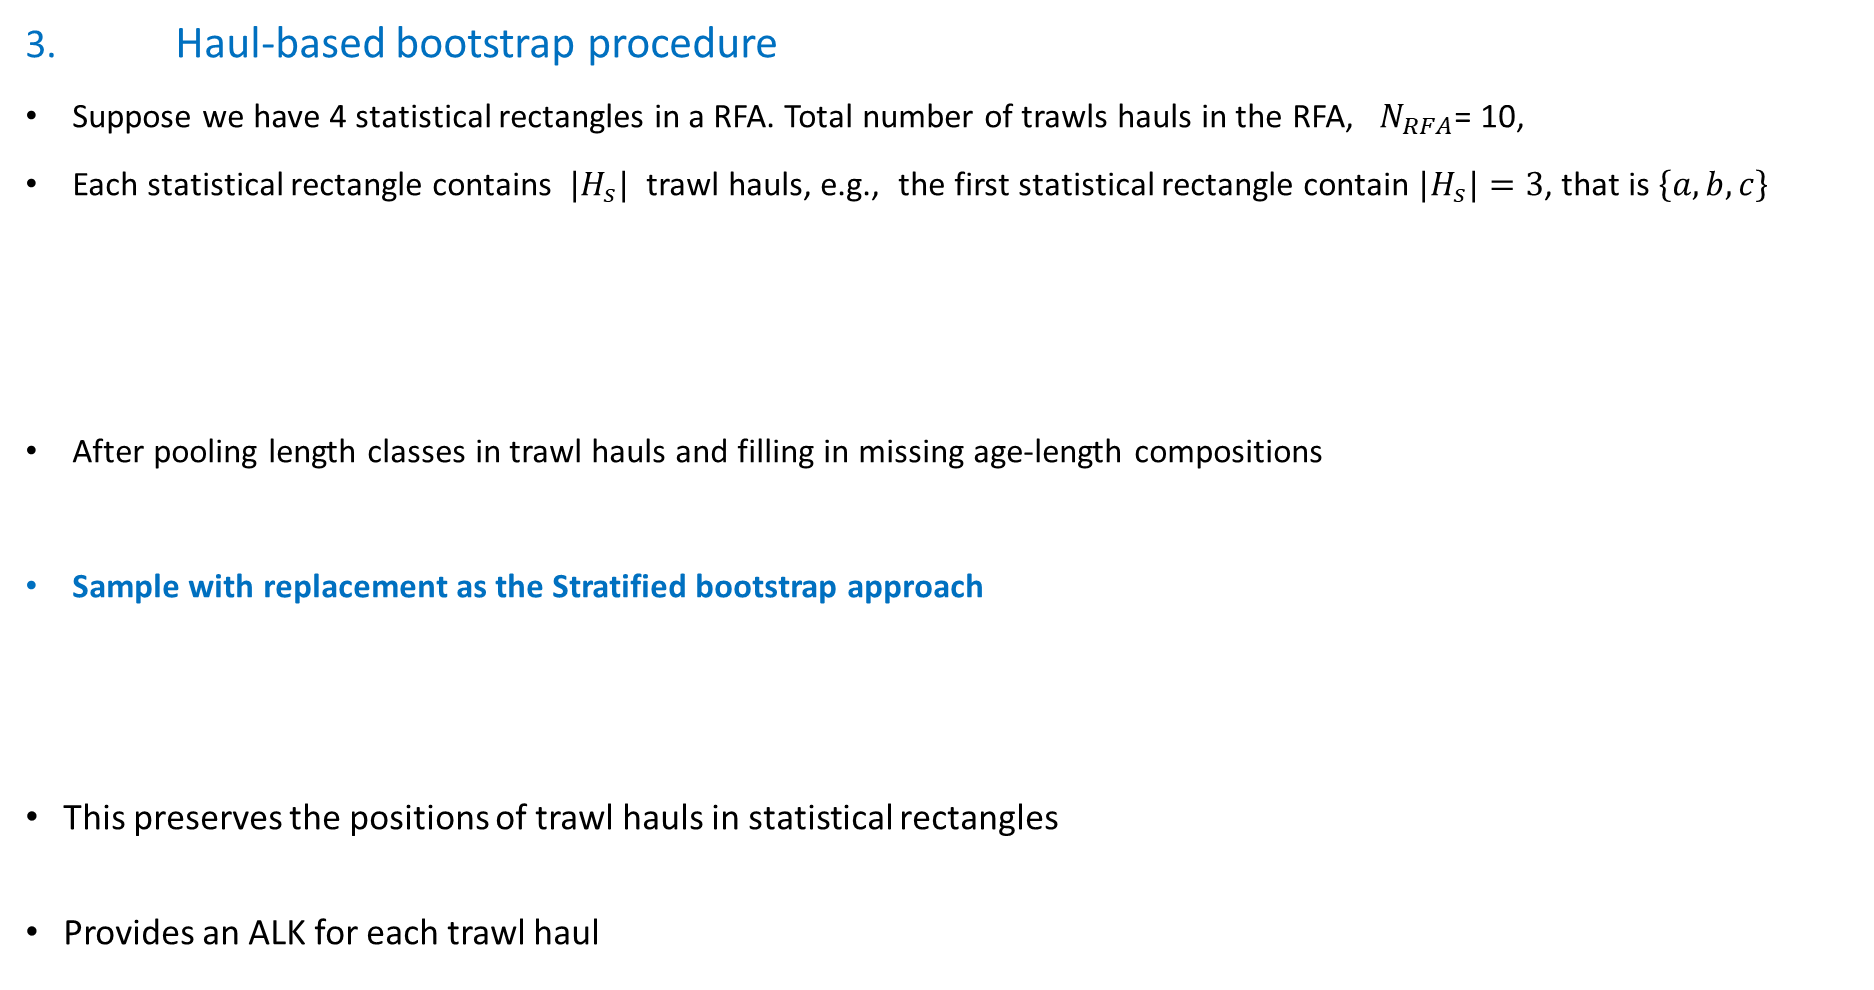 3. Haul-based bootstrap procedure
• Suppose we have 4 statistical rectangles in a RFA. Total number of trawls hauls in the RFA, $N_{RFA}$= 10,
• Each statistical rectangle contains $|H_s|$ trawl hauls, e.g., the first statistical rectangle contain $|H_s| = 3$, that is $\{a, b, c\}$
• After pooling length classes in trawl hauls and filling in missing age-length compositions
• Sample with replacement as the Stratified bootstrap approach
• This preserves the positions of trawl hauls in statistical rectangles
• Provides an ALK for each trawl haul